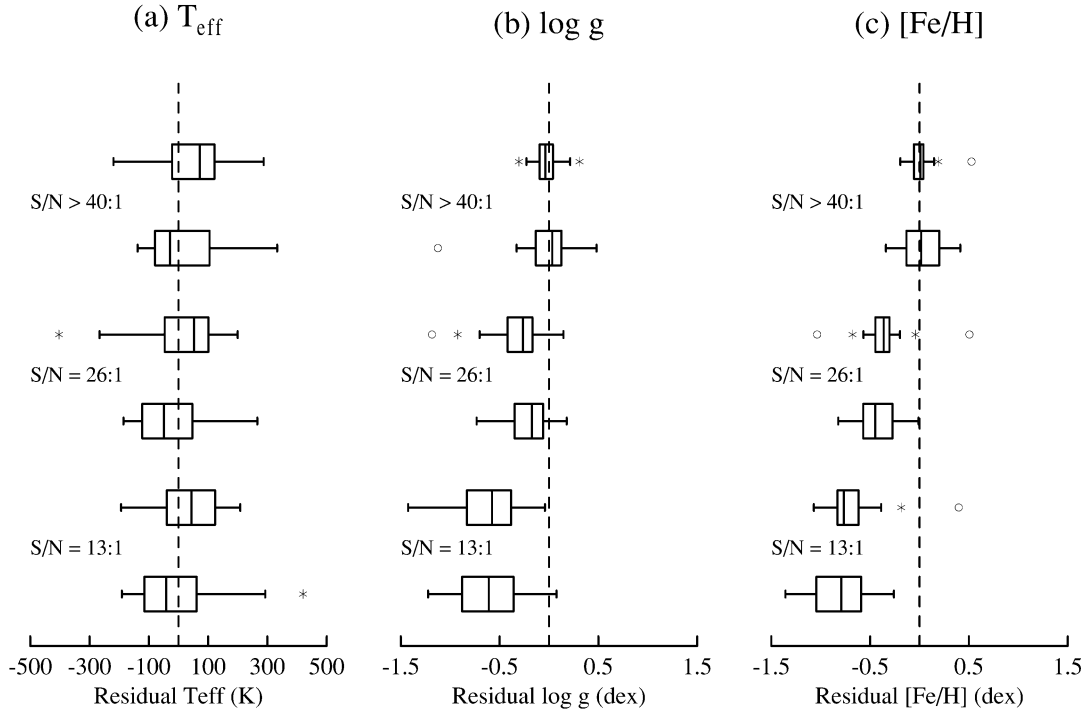 (a) Teff
(b) log g
(c) [Fe/H]
S/N > 40:1
S/N > 40:1
S/N > 40:1
S/N = 26:1
S/N = 26:1
S/N = 26:1
S/N = 13:1
S/N = 13:1
S/N = 13:1
-500 -300 -100 100 300 500
-1.5 -0.5 0.5 1.5
-1.5 -0.5 0.5 1.5
Residual Teff (K)
Residual log g (dex)
Residual [Fe/H] (dex)